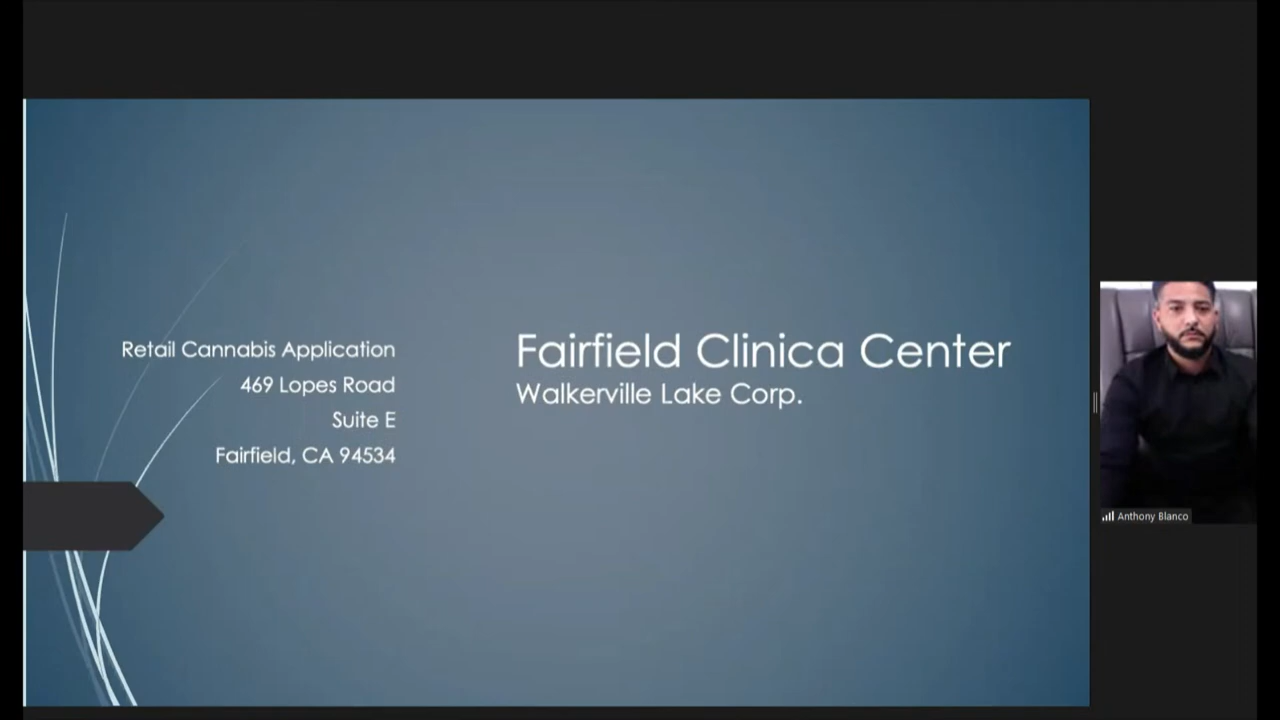 Retail Cannabis Application
469 Lopes Road
Suite E
Fairfield, CA 94534
Fairfield Clinica Center
Walkerville Lake Corp.
Anthony Blanco